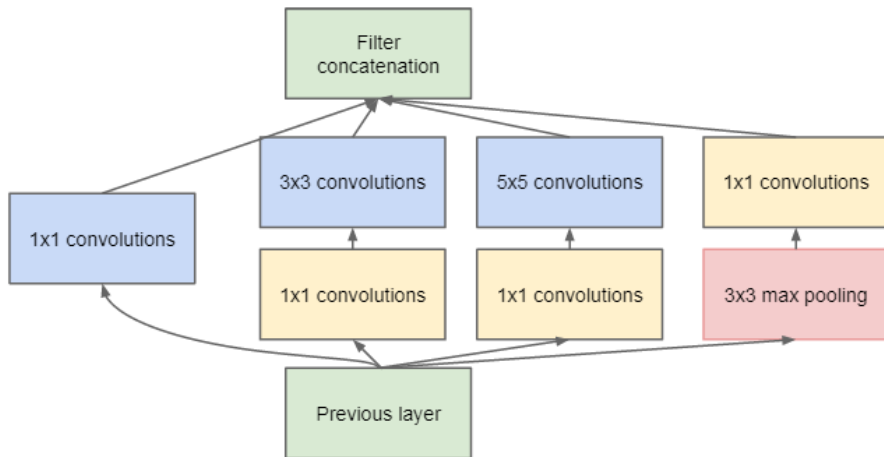 Filter
concatenation
3x3 convolutions
5x5 convolutions
1x1 convolutions
1x1 convolutions
1x1 convolutions
1x1 convolutions
3x3 max pooling
Previous layer